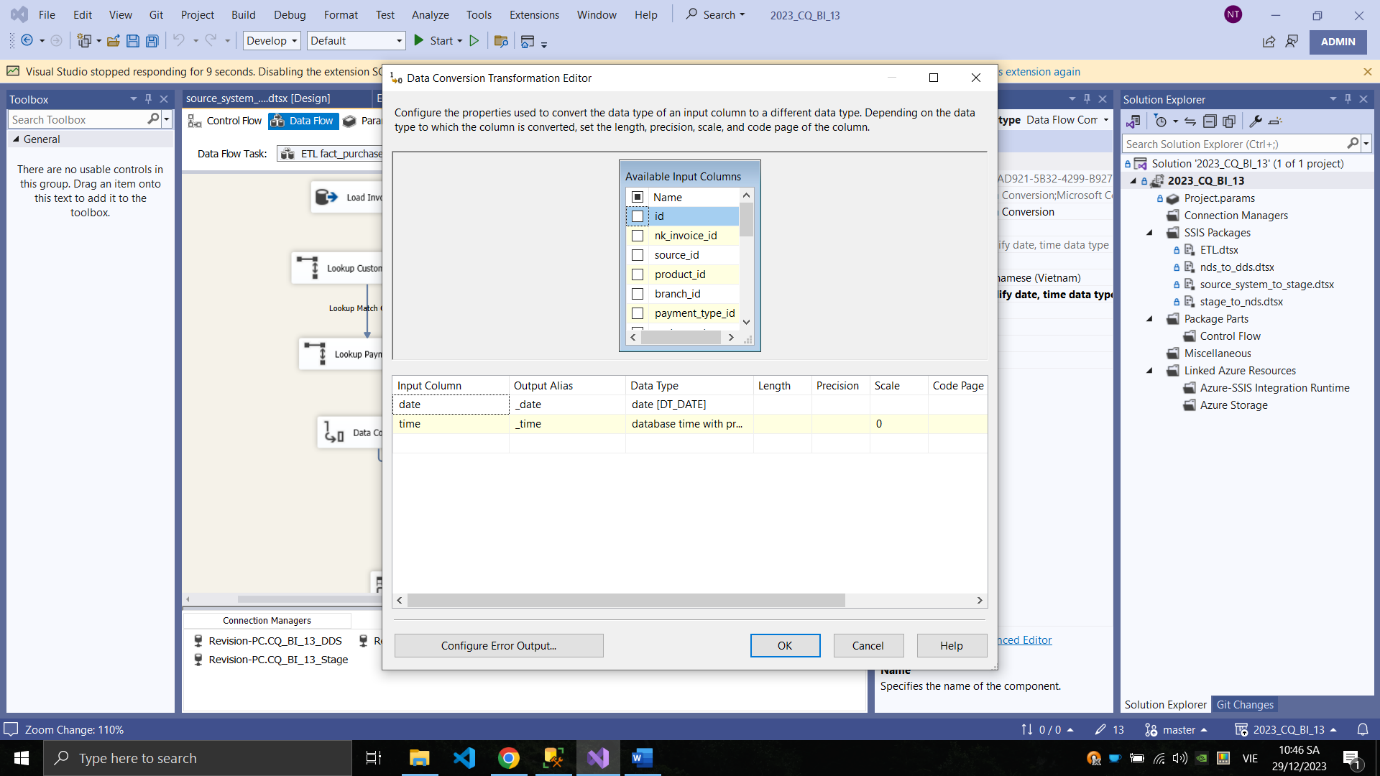 File Edit View Git Project Build Debug Format Test Analyze Tools Extensions Window Help Search 2023_CQ_BI_13 NT
Develop Default Start ADMIN
Visual Studio stopped responding for 9 seconds. Disabling the extension s extension again
Toolbox
Search Toolbox
General
There are no usable controls in
this group. Drag an item onto
this text to add it to the
toolbox.
source_system_....dtsx [Design]
Control Flow Data Flow Para
Data Flow Task: ETL fact_purchase
Load Invo
Lookup Custom
Lookup Match
Lookup Paym
Data Co
Connection Managers
Revision-PC.CQ_BI_13_DDS
Revision-PC.CQ_BI_13_Stage
Data Conversion Transformation Editor
Configure the properties used to convert the data type of an input column to a different data type. Depending on the data
type to which the column is converted, set the length, precision, scale, and code page of the column.
Available Input Columns
Name
id
nk_invoice_id
source_id
product_id
branch_id
payment_type_id
Input Column Output Alias Data Type Length Precision Scale Code Page
date _date date [DT_DATE]
time _time database time with pr... 0
Configure Error Output... OK Cancel Help
type Data Flow Com
AD921-5B32-4299-B927
Conversion;Microsoft C
Conversion
ify date, time data type
namese (Vietnam)
lify date, time data type
nced Editor
Name
Specifies the name of the component.
Solution Explorer
Search Solution Explorer (Ctrl+;)
Solution '2023_CQ_BI_13' (1 of 1 project)
2023_CQ_BI_13
Project.params
Connection Managers
SSIS Packages
ETL.dtsx
nds_to_dds.dtsx
source_system_to_stage.dtsx
stage_to_nds.dtsx
Package Parts
Control Flow
Miscellaneous
Linked Azure Resources
Azure-SSIS Integration Runtime
Azure Storage
Solution Explorer Git Changes
Zoom Change: 110% 0 / 0 13 master 2023_CQ_BI_13
Type here to search VIE 10:46 SA
29/12/2023 1